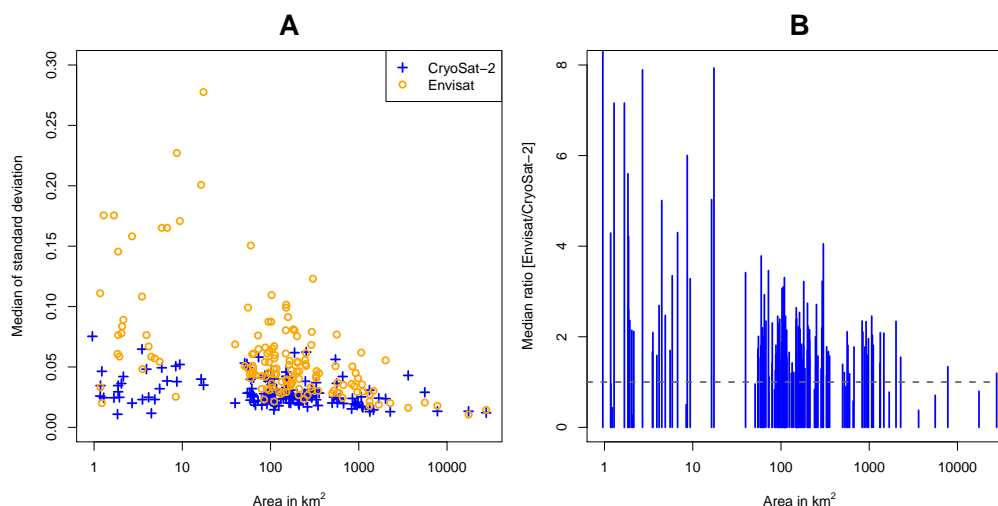 A
B
0.30
0.25
0.20
0.15
0.10
0.05
0.00
Median of standard deviation
CryoSat−2
Envisat
1
10
100
1000
10000
Area in km²
8
6
4
2
0
Median ratio [Envisat/CryoSat−2]
1
10
100
1000
10000
Area in km²